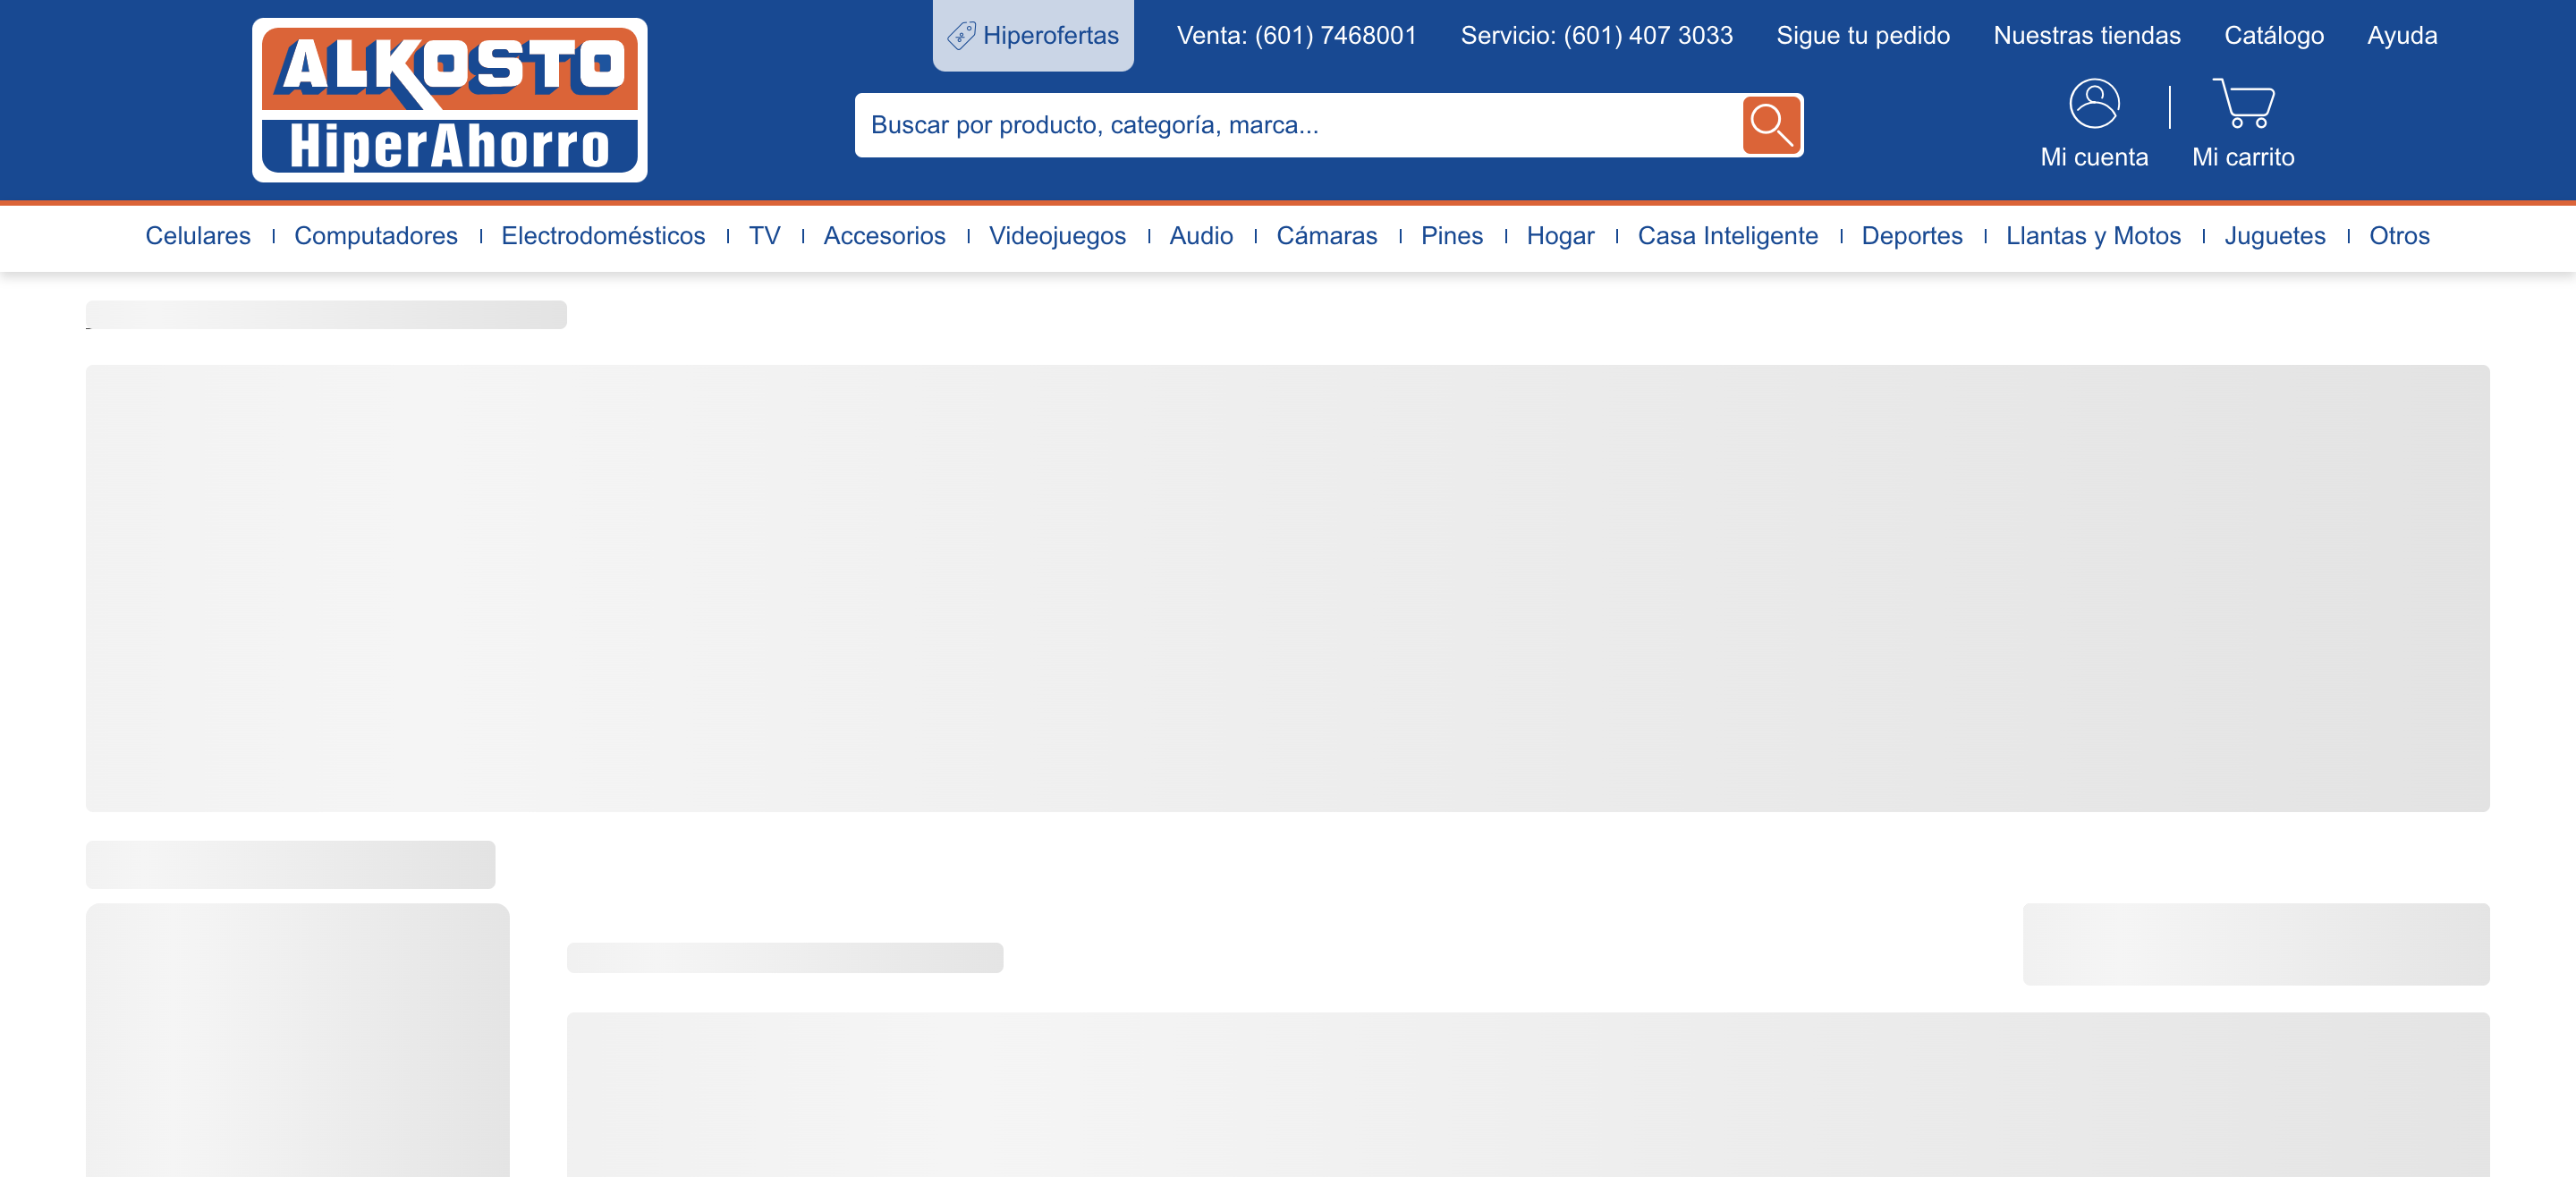 ALKOSTO
HiperAhorro
Hiperofertas
Venta: (601) 7468001
Servicio: (601) 407 3033
Sigue tu pedido
Nuestras tiendas
Catálogo
Ayuda
Buscar por producto, categoría, marca...
Mi cuenta
Mi carrito
Celulares
Computadores
Electrodomésticos
TV
Accesorios
Videojuegos
Audio
Cámaras
Pines
Hogar
Casa Inteligente
Deportes
Llantas y Motos
Juguetes
Otros